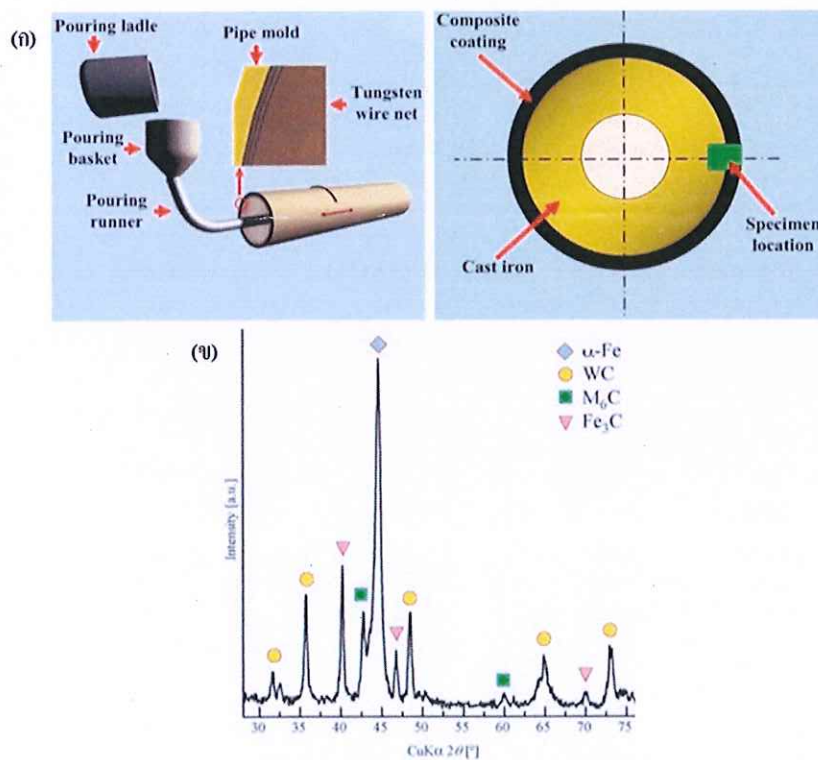 (ก)
Pouring ladle
Pipe mold
Tungsten
wire net
Pouring
basket
Pouring
runner
Composite
coating
Specimen
location
Cast iron
(ข)
α-Fe
WC
M₆C
Fe₃C
Intensity [a.u.]
30 35 40 45 50 55 60 65 70 75
CuKα 2θ [°]